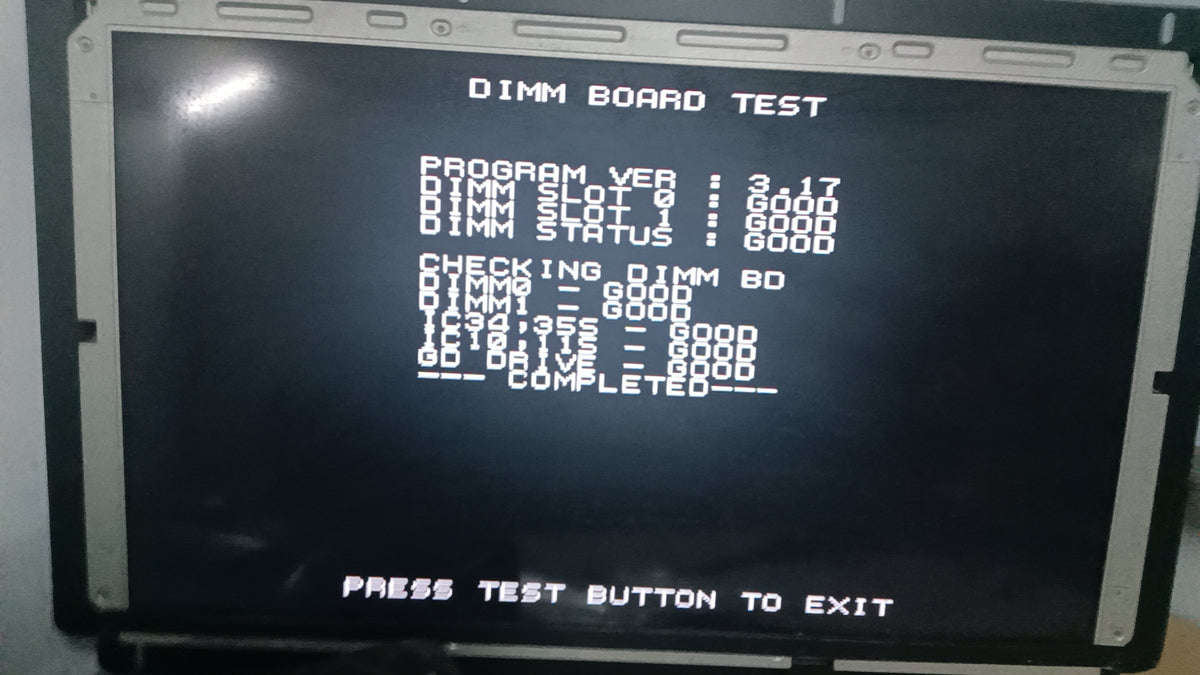 DIMM BOARD TEST
PROGRAM VER : 3.17
DIMM SLOT 0 : GOOD
DIMM SLOT 1 : GOOD
DIMM STATUS : GOOD
CHECKING DIMM BD
DIMM0 - GOOD
DIMM1 - GOOD
IC34,35S - GOOD
IC10,11S - GOOD
GD DRIVE - GOOD
--- COMPLETED---
PRESS TEST BUTTON TO EXIT